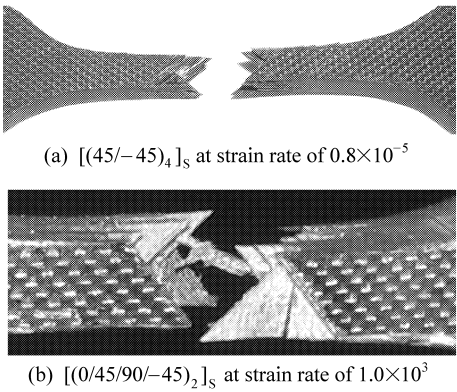 (a) [(45/−45)₄]S at strain rate of 0.8×10⁻⁵
(b) [(0/45/90/−45)₂]S at strain rate of 1.0×10³